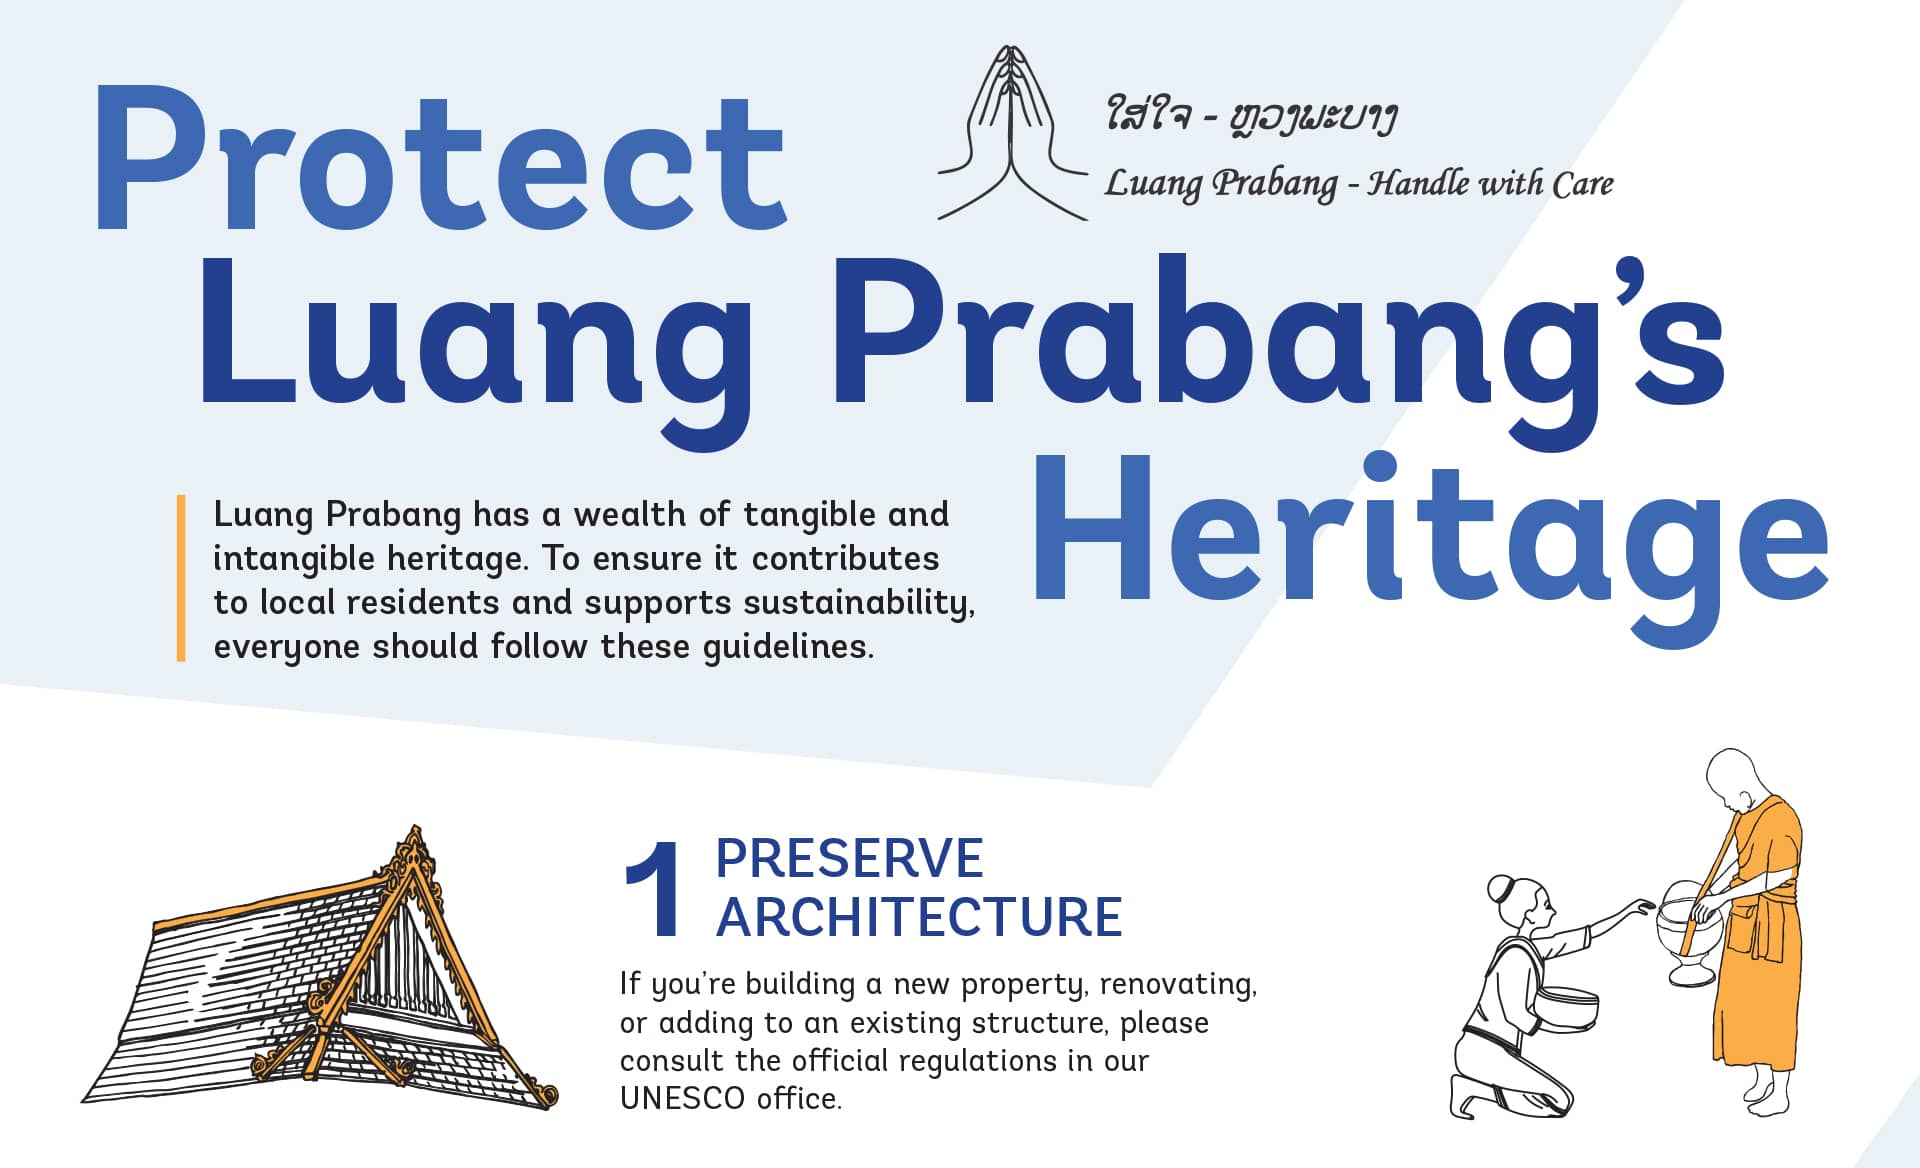 Protect
ໃສ່ໃຈ - ຫຼວງພະບາງ
Luang Prabang - Handle with Care
Luang Prabang’s
Heritage
Luang Prabang has a wealth of tangible and
intangible heritage. To ensure it contributes
to local residents and supports sustainability,
everyone should follow these guidelines.
1 PRESERVE
ARCHITECTURE
If you’re building a new property, renovating,
or adding to an existing structure, please
consult the official regulations in our
UNESCO office.